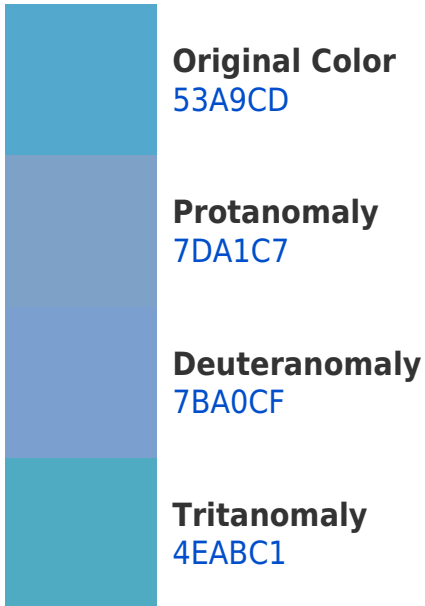 Original Color
53A9CD
Protanomaly
7DA1C7
Deuteranomaly
7BA0CF
Tritanomaly
4EABC1